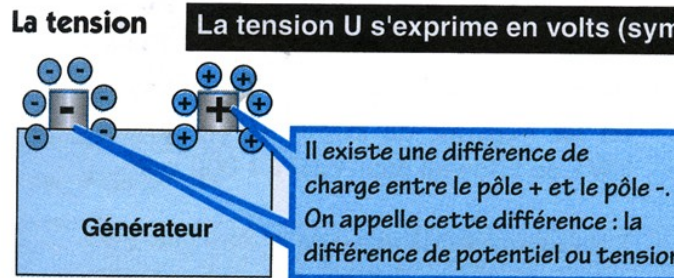 La tension
La tension U s'exprime en volts (sym
- - - - - - -
+ + + + + + +
Il existe une différence de
charge entre le pôle + et le pôle -.
On appelle cette différence : la
différence de potentiel ou tension
Générateur